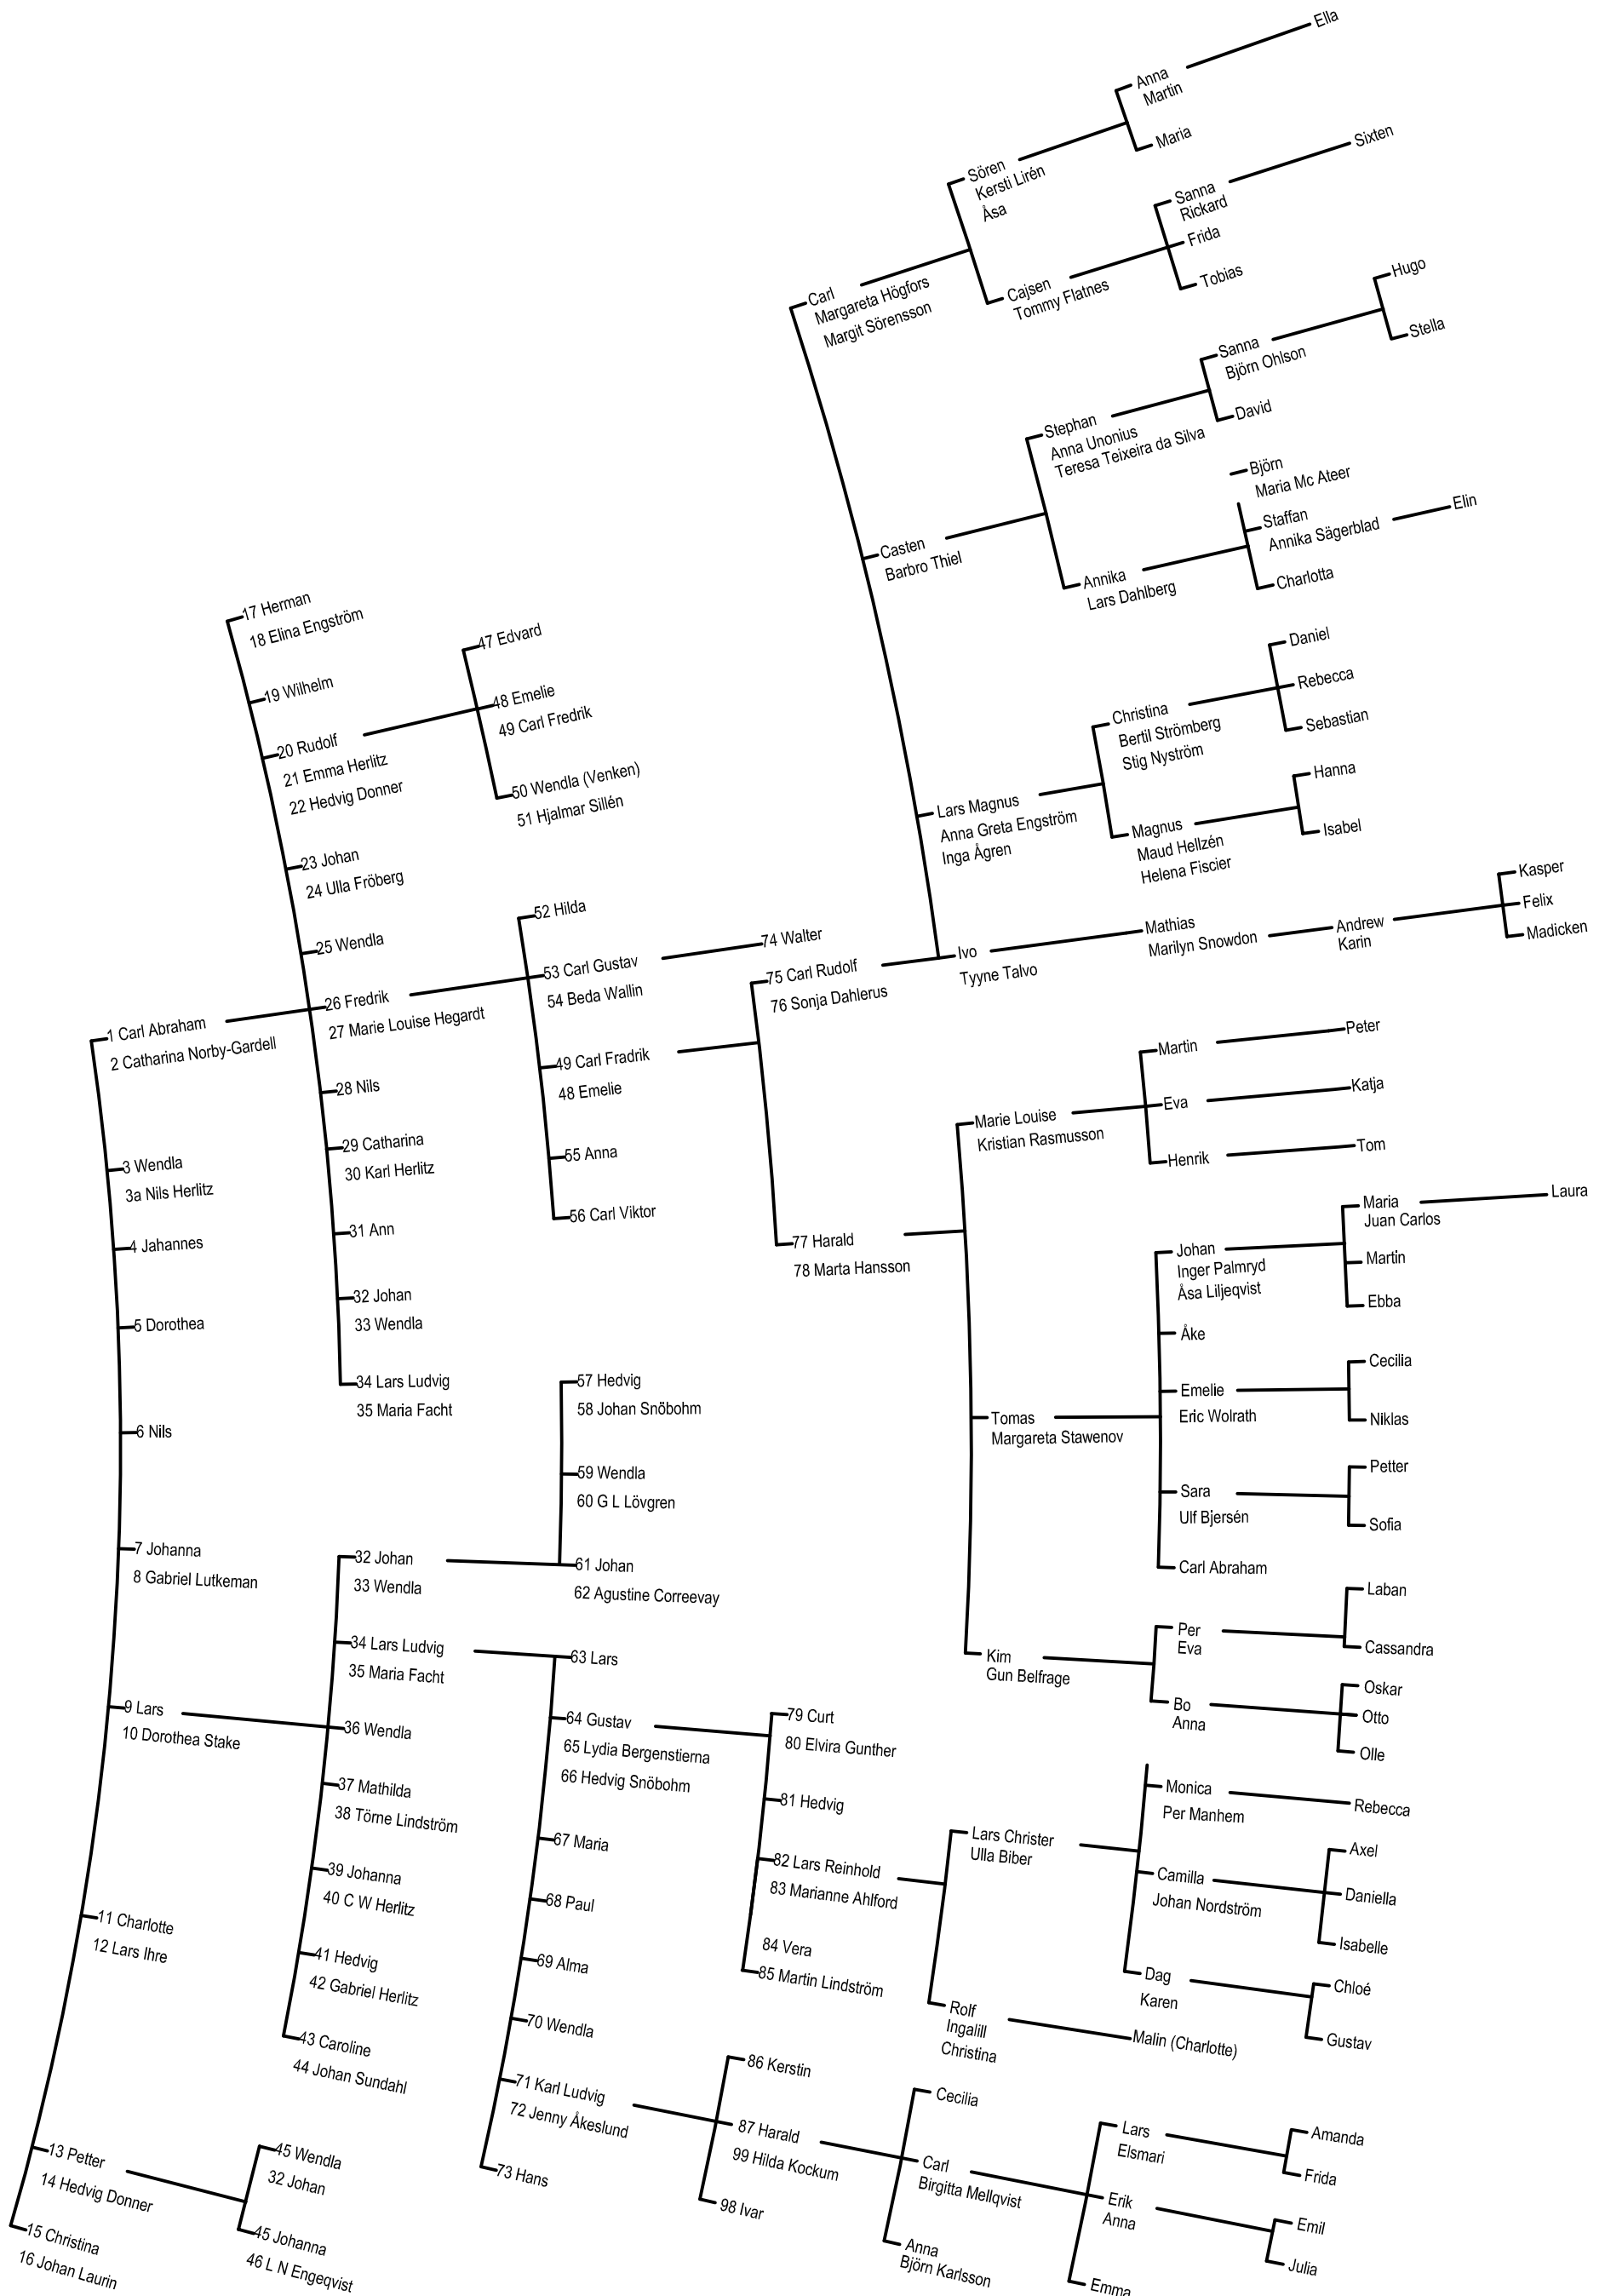 Ella
Anna
Martin
Maria
Sixten
Sören
Kersti Lirén
Åsa
Sanna
Rickard
Frida
Tobias
Cajsen
Tommy Flatnes
Carl
Margareta Högfors
Margit Sörensson
Hugo
Stella
Sanna
Björn Ohlson
David
Stephan
Anna Unonius
Teresa Teixeira da Silva
Björn
Maria Mc Ateer
Staffan
Annika Sägerblad
Elin
Charlotta
Casten
Barbro Thiel
Annika
Lars Dahlberg
17 Herman
18 Elina Engström
19 Wilhelm
20 Rudolf
21 Emma Herlitz
22 Hedvig Donner
47 Edvard
48 Emelie
49 Carl Fredrik
50 Wendla (Venken)
51 Hjalmar Sillén
Daniel
Rebecca
Sebastian
Christina
Bertil Strömberg
Stig Nyström
Hanna
Isabel
Lars Magnus
Anna Greta Engström
Inga Ågren
Magnus
Maud Hellzén
Helena Fiscier
23 Johan
24 Ulla Fröberg
25 Wendla
52 Hilda
74 Walter
53 Carl Gustav
54 Beda Wallin
75 Carl Rudolf
76 Sonja Dahlerus
Ivo
Tyyne Talvo
Mathias
Marilyn Snowdon
Andrew
Karin
Kasper
Felix
Madicken
26 Fredrik
27 Marie Louise Hegardt
1 Carl Abraham
2 Catharina Norby-Gardell
49 Carl Fradrik
48 Emelie
28 Nils
29 Catharina
30 Karl Herlitz
55 Anna
56 Carl Viktor
Martin
Peter
Eva
Katja
Henrik
Tom
Marie Louise
Kristian Rasmusson
3 Wendla
3a Nils Herlitz
4 Jahannes
5 Dorothea
31 Ann
32 Johan
33 Wendla
34 Lars Ludvig
35 Maria Facht
77 Harald
78 Marta Hansson
Johan
Inger Palmryd
Åsa Liljeqvist
Maria
Juan Carlos
Laura
Martin
Ebba
Åke
Emelie
Eric Wolrath
Cecilia
Niklas
Tomas
Margareta Stawenov
Sara
Ulf Bjersén
Petter
Sofia
Carl Abraham
6 Nils
57 Hedvig
58 Johan Snöbohm
59 Wendla
60 G L Lövgren
7 Johanna
8 Gabriel Lutkeman
32 Johan
33 Wendla
61 Johan
62 Agustine Correevay
Kim
Gun Belfrage
Per
Eva
Laban
Cassandra
Bo
Anna
Oskar
Otto
Olle
34 Lars Ludvig
35 Maria Facht
63 Lars
9 Lars
10 Dorothea Stake
36 Wendla
64 Gustav
65 Lydia Bergenstierna
66 Hedvig Snöbohm
79 Curt
80 Elvira Gunther
81 Hedvig
82 Lars Reinhold
83 Marianne Ahlford
84 Vera
85 Martin Lindström
Lars Christer
Ulla Biber
Monica
Per Manhem
Rebecca
Camilla
Johan Nordström
Axel
Daniella
Isabelle
Dag
Karen
Chloé
Gustav
Rolf
Ingalill
Christina
Malin (Charlotte)
37 Mathilda
38 Törne Lindström
39 Johanna
40 C W Herlitz
41 Hedvig
42 Gabriel Herlitz
43 Caroline
44 Johan Sundahl
67 Maria
68 Paul
69 Alma
70 Wendla
71 Karl Ludvig
72 Jenny Åkeslund
73 Hans
11 Charlotte
12 Lars Ihre
86 Kerstin
87 Harald
99 Hilda Kockum
98 Ivar
Cecilia
Carl
Birgitta Mellqvist
Anna
Björn Karlsson
Lars
Elsmari
Amanda
Frida
Erik
Anna
Emil
Julia
Emma
13 Petter
14 Hedvig Donner
45 Wendla
32 Johan
45 Johanna
46 L N Engeqvist
15 Christina
16 Johan Laurin